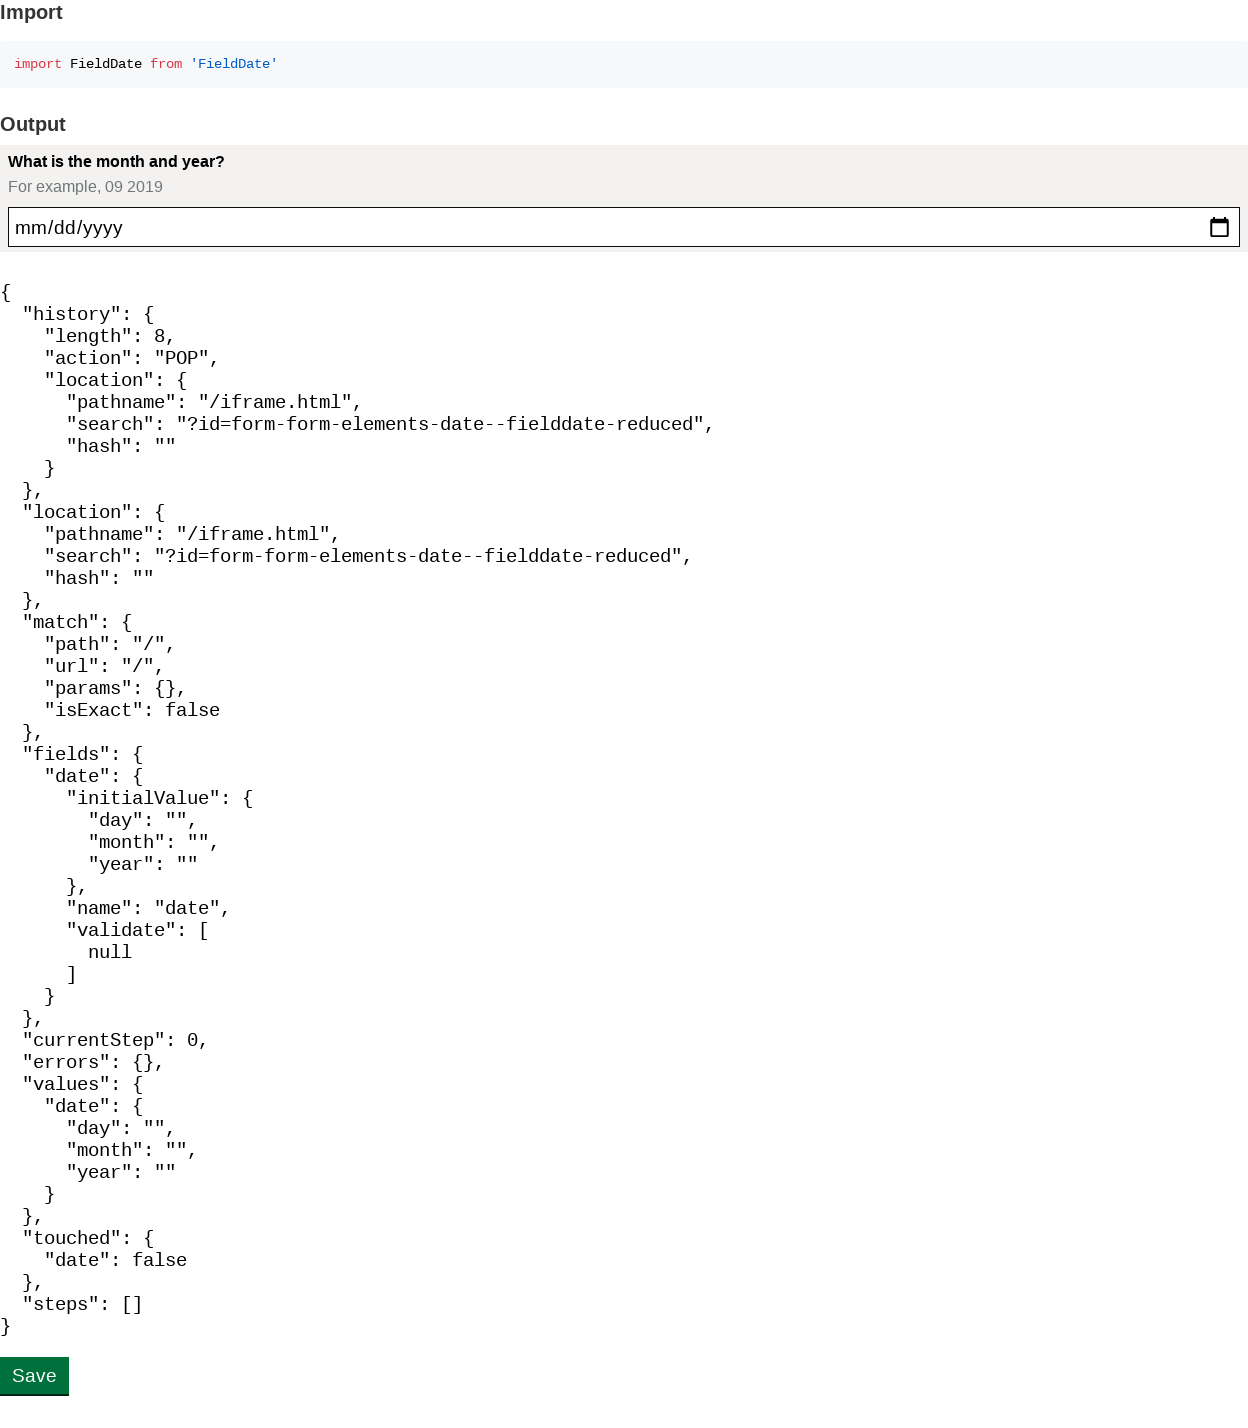 Import
import FieldDate from 'FieldDate'
Output
What is the month and year?
For example, 09 2019
mm/dd/yyyy
{
  "history": {
    "length": 8,
    "action": "POP",
    "location": {
      "pathname": "/iframe.html",
      "search": "?id=form-form-elements-date--fielddate-reduced",
      "hash": ""
    }
  },
  "location": {
    "pathname": "/iframe.html",
    "search": "?id=form-form-elements-date--fielddate-reduced",
    "hash": ""
  },
  "match": {
    "path": "/",
    "url": "/",
    "params": {},
    "isExact": false
  },
  "fields": {
    "date": {
      "initialValue": {
        "day": "",
        "month": "",
        "year": ""
      },
      "name": "date",
      "validate": [
        null
      ]
    }
  },
  "currentStep": 0,
  "errors": {},
  "values": {
    "date": {
      "day": "",
      "month": "",
      "year": ""
    }
  },
  "touched": {
    "date": false
  },
  "steps": []
}
Save